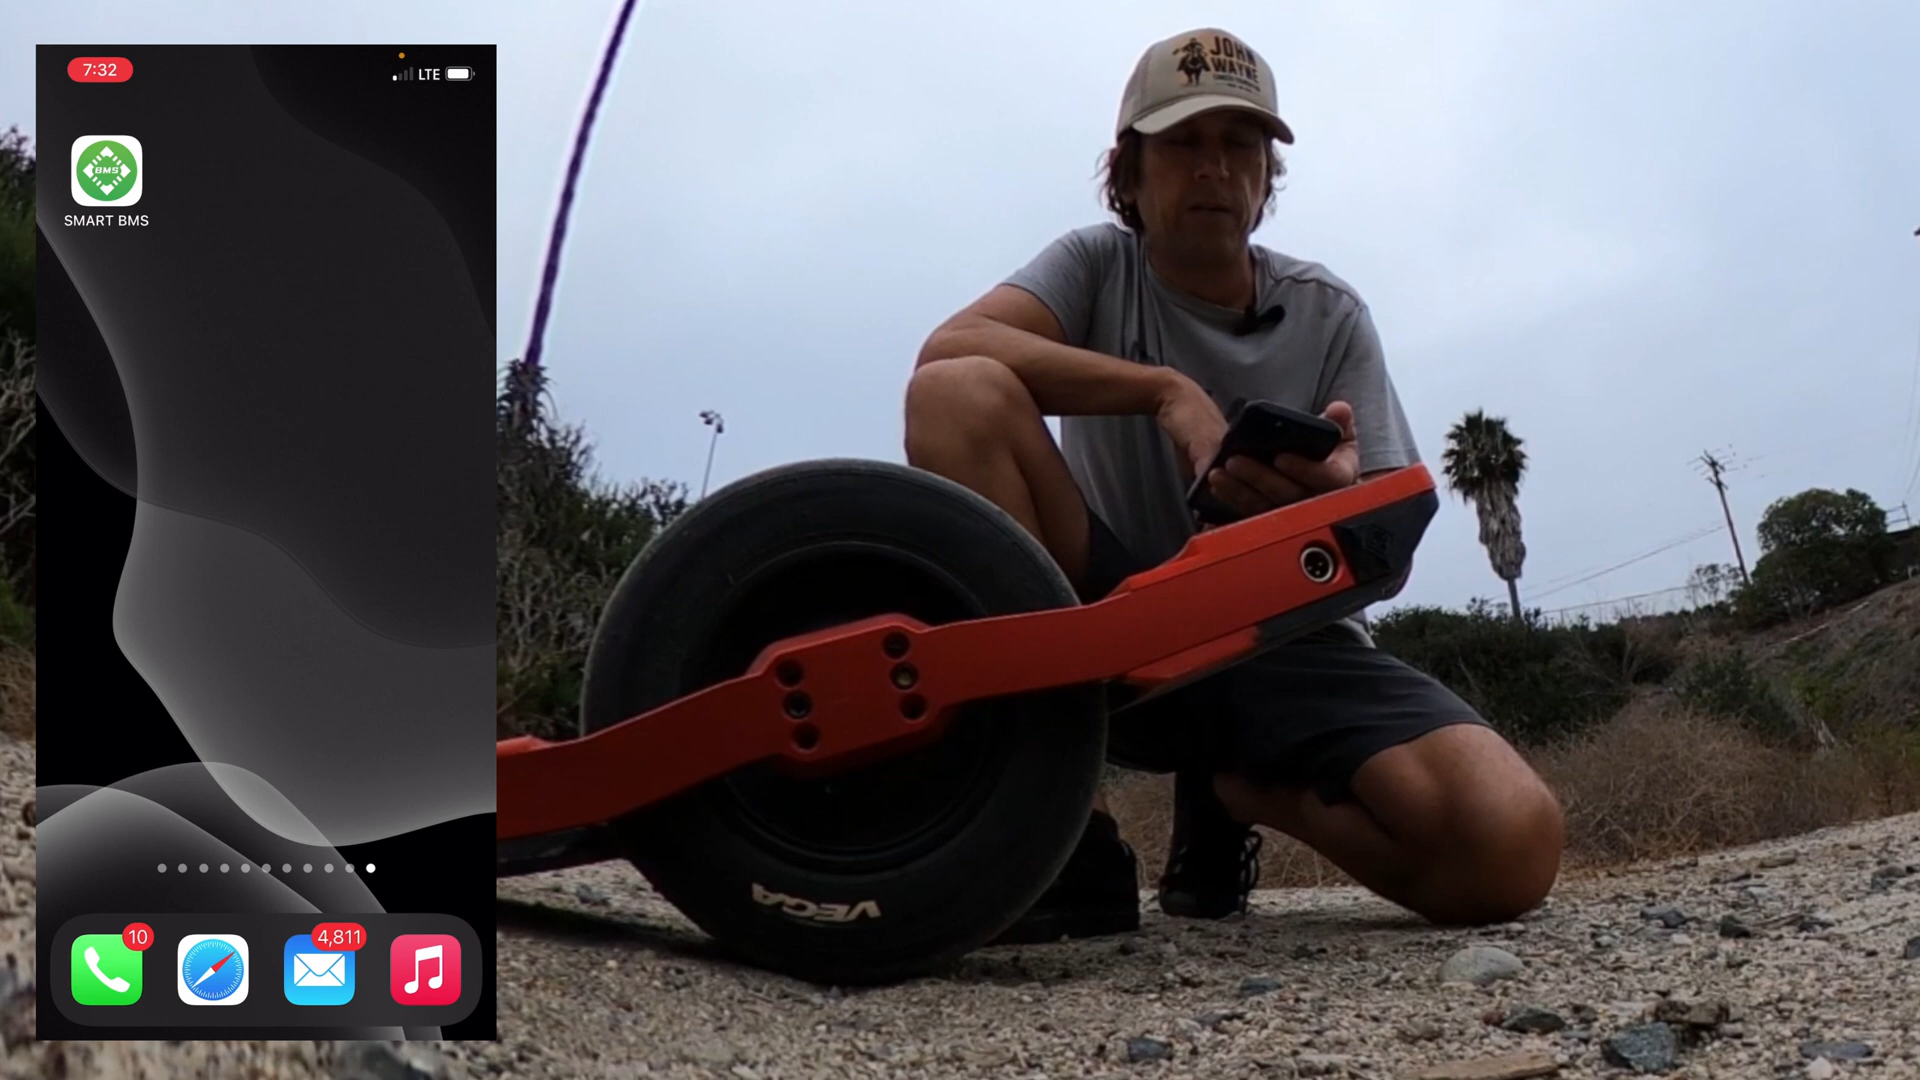 7:32
LTE
BMS
SMART BMS
10
4,811
JOHN
WAYNE
VEGA